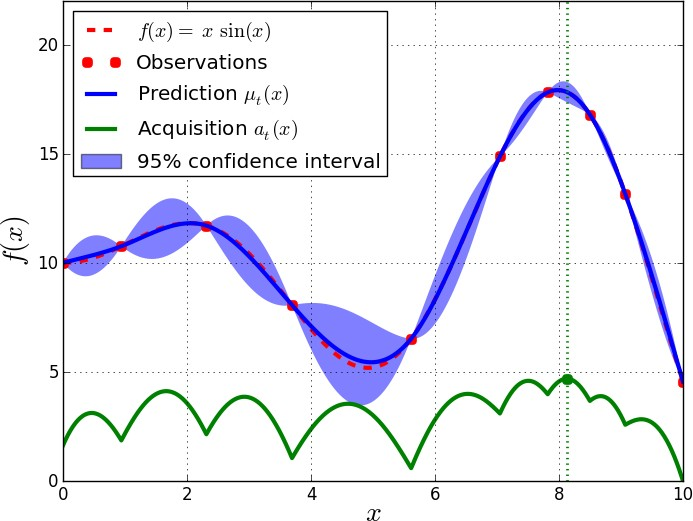 f(x) = x sin(x)
Observations
Prediction μₜ(x)
Acquisition aₜ(x)
95% confidence interval
f(x)
20
15
10
5
0
0 2 4 6 8 10
x